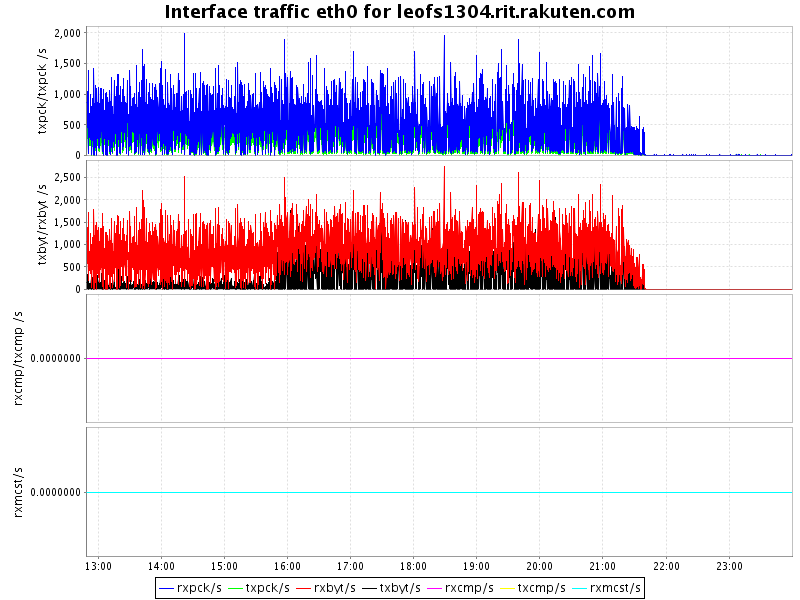 Interface traffic eth0 for leofs1304.rit.rakuten.com
txpck/txpck /s
2,000
1,500
1,000
500
0
txbyt/rxbyt /s
2,500
2,000
1,500
1,000
500
0
rxcmp/txcmp /s
0.0000000
rxmcst/s
0.0000000
13:00 14:00 15:00 16:00 17:00 18:00 19:00 20:00 21:00 22:00 23:00
rxpck/s txpck/s rxbyt/s txbyt/s rxcmp/s txcmp/s rxmcst/s